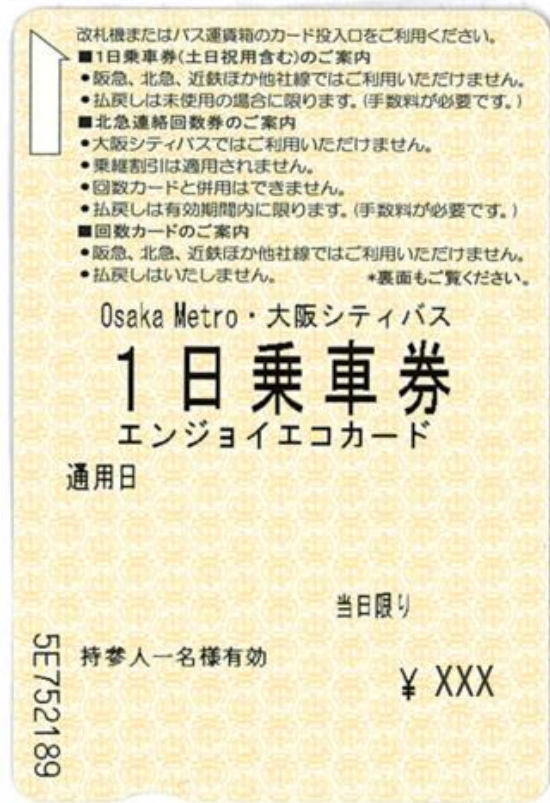 改札機またはバス運賃箱のカード投入口をご利用ください。
■1日乗車券(土日祝用含む)のご案内
●阪急、北急、近鉄ほか他社線ではご利用いただけません。
●払戻しは未使用の場合に限ります。(手数料が必要です。)
■北急連絡回数券のご案内
●大阪シティバスではご利用いただけません。
●乗継割引は適用されません。
●回数カードと併用はできません。
●払戻しは有効期間内に限ります。(手数料が必要です。)
■回数カードのご案内
●阪急、北急、近鉄ほか他社線ではご利用いただけません。
●払戻しはいたしません。 *裏面もご覧ください。
Osaka Metro・大阪シティバス
1日乗車券
エンジョイエコカード
通用日
当日限り
持参人一名様有効
¥ XXX
5E752189